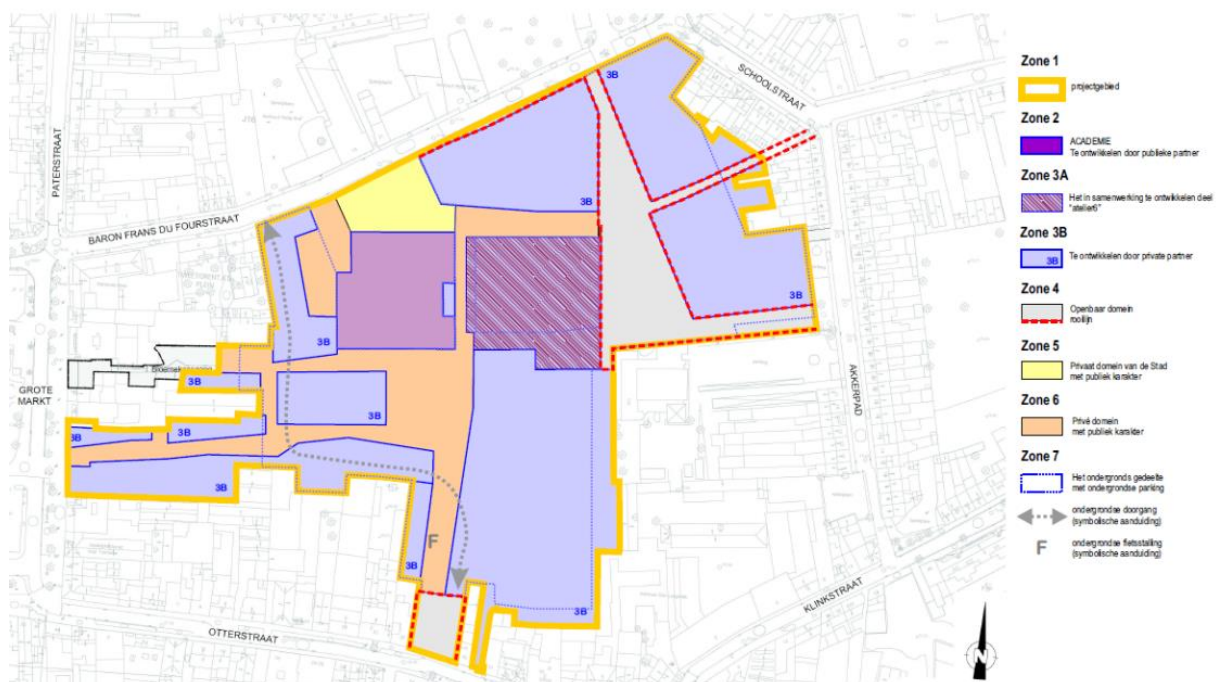 SCHOOLSTRAAT
PATERSTRAAT
BARON FRANS DU FOURSTRAAT
GROTE
MARKT
AKKERPAD
KLINKSTRAAT
OTTERSTRAAT
3B
3B
3B
3B
3B
3B
3B
3B
3B
3B
3B
3B
F
N
Zone 1
projectgebied
Zone 2
ACADEMIE
Te ontwikkelen door publieke partner
Zone 3A
Het in samenwerking te ontwikkelen deel
"atelier6"
Zone 3B
3B
Te ontwikkelen door private partner
Zone 4
Openbaar domein
rooilijn
Zone 5
Privaat domein van de Stad
met publiek karakter
Zone 6
Privé domein
met publiek karakter
Zone 7
Het ondergronds gedeelte
met ondergrondse parking
ondergrondse doorgang
(symbolische aanduiding)
F
ondergrondse fietsstalling
(symbolische aanduiding)